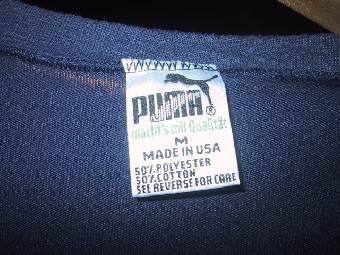 PUMA®
macht's mit Qualität
M
MADE IN USA
50% POLYESTER
50% COTTON
SEE REVERSE FOR CARE